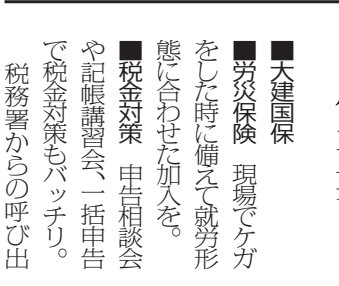 ■大建国保
■労災保険　現場でケガ
をした時に備えて就労形
態に合わせた加入を。
■税金対策　申告相談会
や記帳講習会、一括申告
で税金対策もバッチリ。
税務署からの呼び出